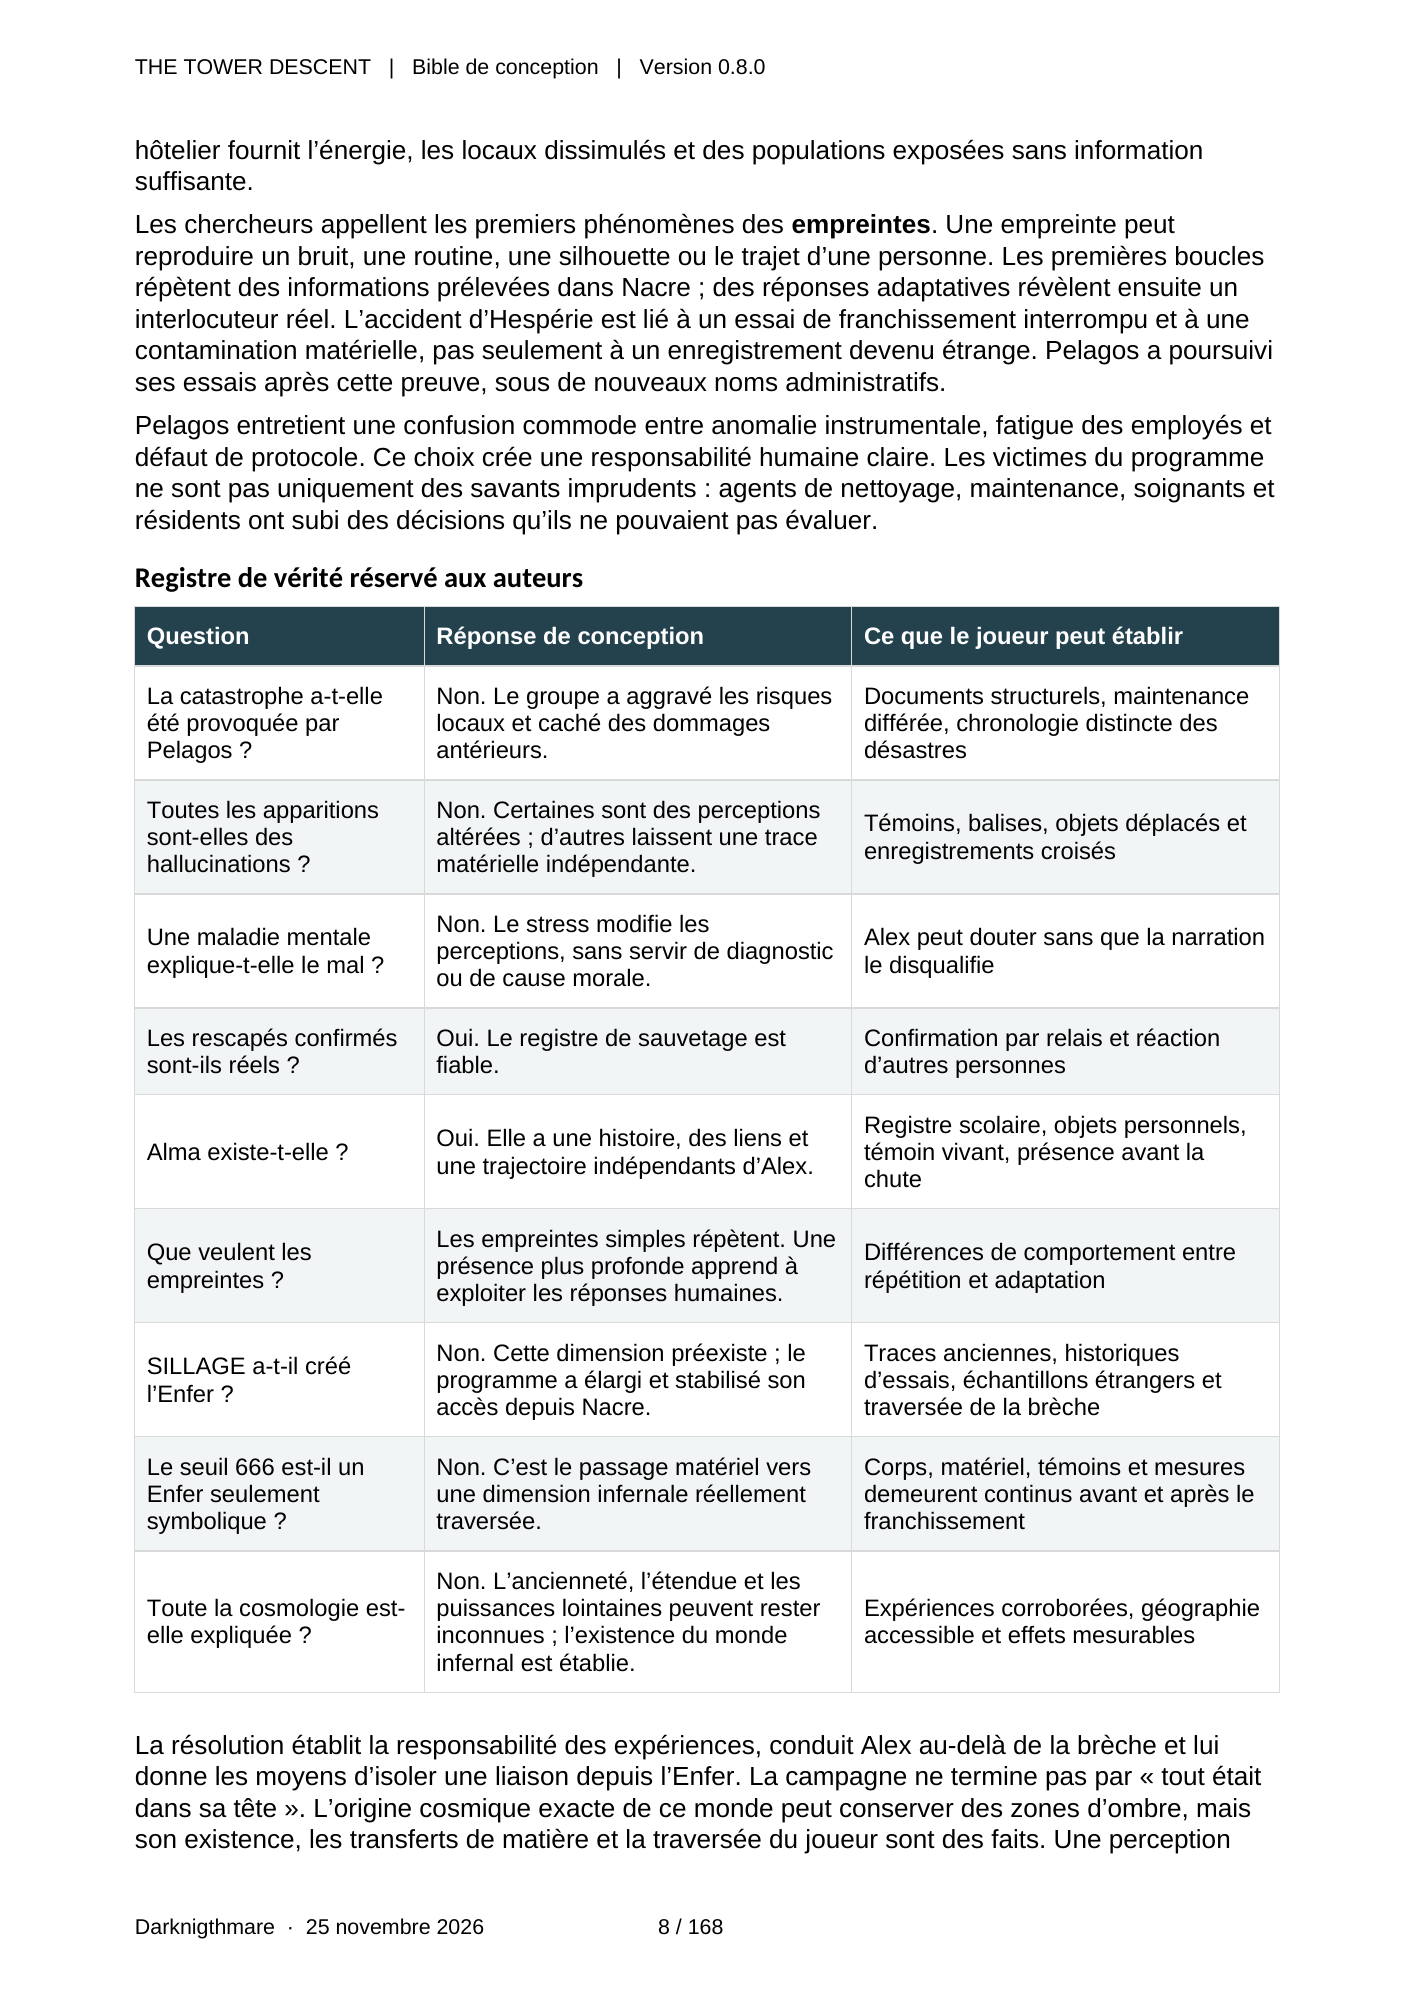 THE TOWER DESCENT | Bible de conception | Version 0.8.0
hôtelier fournit l’énergie, les locaux dissimulés et des populations exposées sans information
suffisante.
Les chercheurs appellent les premiers phénomènes des empreintes. Une empreinte peut
reproduire un bruit, une routine, une silhouette ou le trajet d’une personne. Les premières boucles
répètent des informations prélevées dans Nacre ; des réponses adaptatives révèlent ensuite un
interlocuteur réel. L’accident d’Hespérie est lié à un essai de franchissement interrompu et à une
contamination matérielle, pas seulement à un enregistrement devenu étrange. Pelagos a poursuivi
ses essais après cette preuve, sous de nouveaux noms administratifs.
Pelagos entretient une confusion commode entre anomalie instrumentale, fatigue des employés et
défaut de protocole. Ce choix crée une responsabilité humaine claire. Les victimes du programme
ne sont pas uniquement des savants imprudents : agents de nettoyage, maintenance, soignants et
résidents ont subi des décisions qu’ils ne pouvaient pas évaluer.
Registre de vérité réservé aux auteurs
Question
Réponse de conception
Ce que le joueur peut établir
La catastrophe a-t-elle
été provoquée par
Pelagos ?
Non. Le groupe a aggravé les risques
locaux et caché des dommages
antérieurs.
Documents structurels, maintenance
différée, chronologie distincte des
désastres
Toutes les apparitions
sont-elles des
hallucinations ?
Non. Certaines sont des perceptions
altérées ; d’autres laissent une trace
matérielle indépendante.
Témoins, balises, objets déplacés et
enregistrements croisés
Une maladie mentale
explique-t-elle le mal ?
Non. Le stress modifie les
perceptions, sans servir de diagnostic
ou de cause morale.
Alex peut douter sans que la narration
le disqualifie
Les rescapés confirmés
sont-ils réels ?
Oui. Le registre de sauvetage est
fiable.
Confirmation par relais et réaction
d’autres personnes
Alma existe-t-elle ?
Oui. Elle a une histoire, des liens et
une trajectoire indépendants d’Alex.
Registre scolaire, objets personnels,
témoin vivant, présence avant la
chute
Que veulent les
empreintes ?
Les empreintes simples répètent. Une
présence plus profonde apprend à
exploiter les réponses humaines.
Différences de comportement entre
répétition et adaptation
SILLAGE a-t-il créé
l’Enfer ?
Non. Cette dimension préexiste ; le
programme a élargi et stabilisé son
accès depuis Nacre.
Traces anciennes, historiques
d’essais, échantillons étrangers et
traversée de la brèche
Le seuil 666 est-il un
Enfer seulement
symbolique ?
Non. C’est le passage matériel vers
une dimension infernale réellement
traversée.
Corps, matériel, témoins et mesures
demeurent continus avant et après le
franchissement
Toute la cosmologie est-
elle expliquée ?
Non. L’ancienneté, l’étendue et les
puissances lointaines peuvent rester
inconnues ; l’existence du monde
infernal est établie.
Expériences corroborées, géographie
accessible et effets mesurables
La résolution établit la responsabilité des expériences, conduit Alex au-delà de la brèche et lui
donne les moyens d’isoler une liaison depuis l’Enfer. La campagne ne termine pas par « tout était
dans sa tête ». L’origine cosmique exacte de ce monde peut conserver des zones d’ombre, mais
son existence, les transferts de matière et la traversée du joueur sont des faits. Une perception
Darknigthmare · 25 novembre 2026
8 / 168